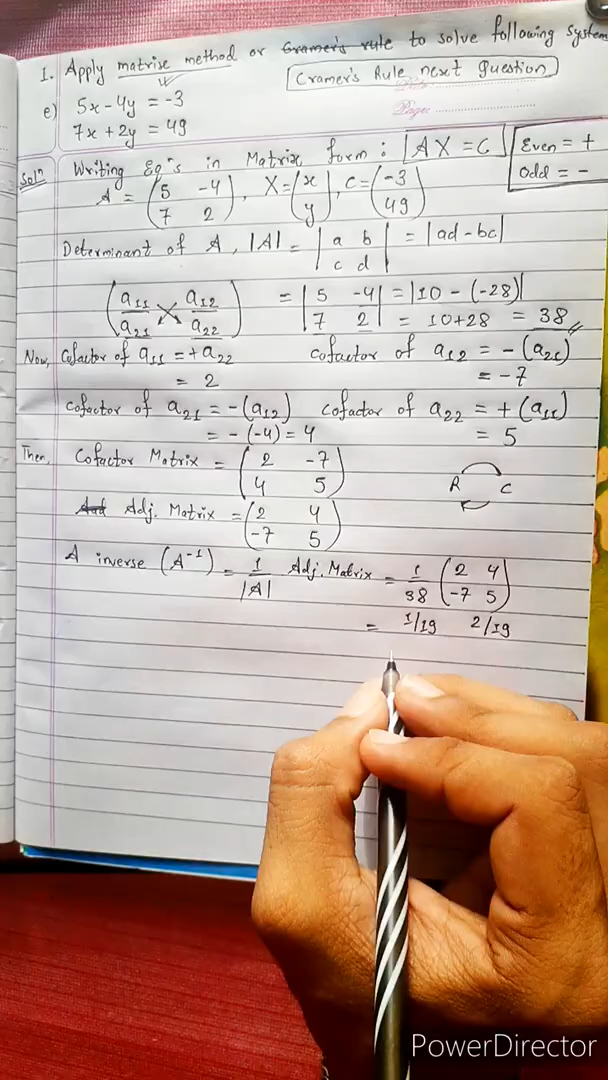 1. Apply matrix method or Cramer's rule to solve following system
Cramer's Rule next Question
e) 5x - 4y = -3
Page:
7x + 2y = 49
Solⁿ Writing Eqⁿs in Matrix form : AX = C
Even = +
Odd = -
A = (5 -4 / 7 2), X = (x / y), C = (-3 / 49)
Determinant of A, |A| = |a b / c d| = |ad - bc|
(a₁₁ a₁₂ / a₂₁ a₂₂) = |5 -4 / 7 2| = |10 - (-28)|
= 10+28 = 38
Now, Cofactor of a₁₁ = +a₂₂ cofactor of a₁₂ = -(a₂₁)
= 2 = -7
cofactor of a₂₁ = -(a₁₂) cofactor of a₂₂ = +(a₁₁)
= -(-4) = 4 = 5
Then, Cofactor Matrix = (2 -7 / 4 5)
R C
Adj. Matrix = (2 4 / -7 5)
A inverse (A⁻¹) = 1/|A| Adj. Matrix = 1/38 (2 4 / -7 5)
= 1/19 2/19
PowerDirector